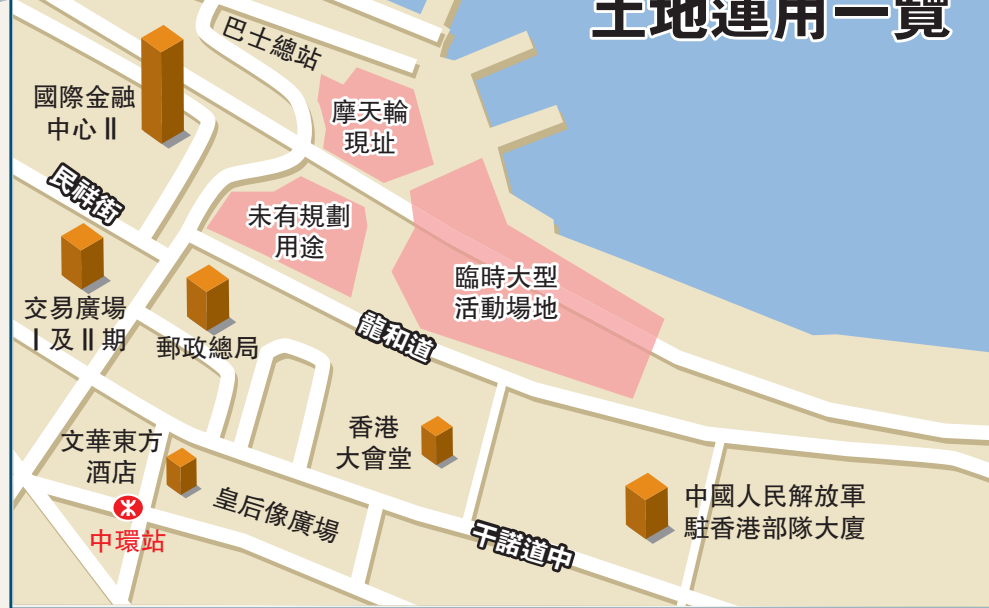 土地運用一覽
巴士總站
國際金融
中心 II
摩天輪
現址
民祥街
未有規劃
用途
臨時大型
活動場地
交易廣場
I 及 II 期
郵政總局
龍和道
香港
大會堂
文華東方
酒店
皇后像廣場
中環站
干諾道中
中國人民解放軍
駐香港部隊大廈